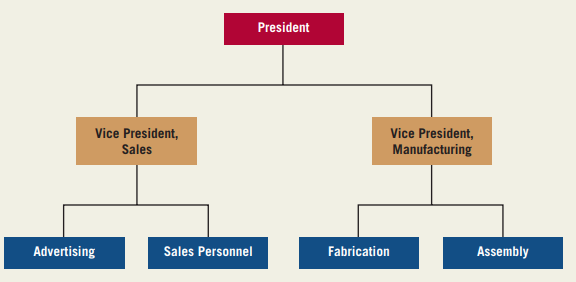 President
Vice President,
Sales
Vice President,
Manufacturing
Advertising
Sales Personnel
Fabrication
Assembly